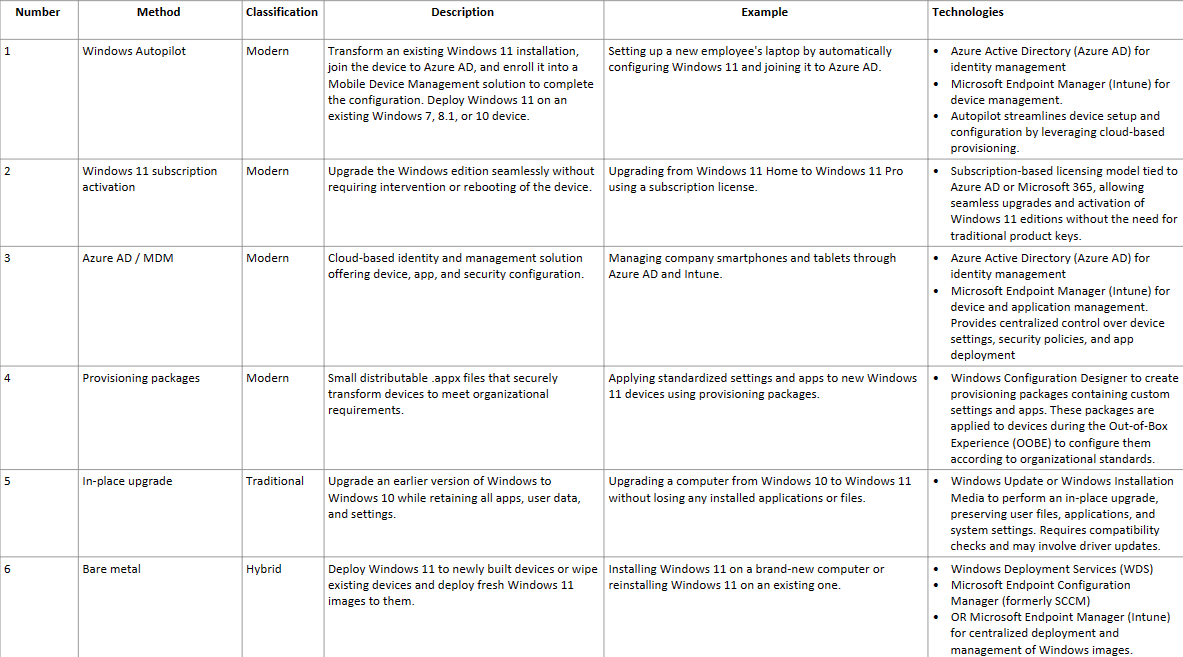 Number
Method
Classification
Description
Example
Technologies
1
Windows Autopilot
Modern
Transform an existing Windows 11 installation,
join the device to Azure AD, and enroll it into a
Mobile Device Management solution to complete
the configuration. Deploy Windows 11 on an
existing Windows 7, 8.1, or 10 device.
Setting up a new employee's laptop by automatically
configuring Windows 11 and joining it to Azure AD.
• Azure Active Directory (Azure AD) for
identity management
• Microsoft Endpoint Manager (Intune) for
device management.
• Autopilot streamlines device setup and
configuration by leveraging cloud-based
provisioning.
2
Windows 11 subscription
activation
Modern
Upgrade the Windows edition seamlessly without
requiring intervention or rebooting of the device.
Upgrading from Windows 11 Home to Windows 11 Pro
using a subscription license.
• Subscription-based licensing model tied to
Azure AD or Microsoft 365, allowing
seamless upgrades and activation of
Windows 11 editions without the need for
traditional product keys.
3
Azure AD / MDM
Modern
Cloud-based identity and management solution
offering device, app, and security configuration.
Managing company smartphones and tablets through
Azure AD and Intune.
• Azure Active Directory (Azure AD) for
identity management
• Microsoft Endpoint Manager (Intune) for
device and application management.
Provides centralized control over device
settings, security policies, and app
deployment
4
Provisioning packages
Modern
Small distributable .appx files that securely
transform devices to meet organizational
requirements.
Applying standardized settings and apps to new Windows
11 devices using provisioning packages.
• Windows Configuration Designer to create
provisioning packages containing custom
settings and apps. These packages are
applied to devices during the Out-of-Box
Experience (OOBE) to configure them
according to organizational standards.
5
In-place upgrade
Traditional
Upgrade an earlier version of Windows to
Windows 10 while retaining all apps, user data,
and settings.
Upgrading a computer from Windows 10 to Windows 11
without losing any installed applications or files.
• Windows Update or Windows Installation
Media to perform an in-place upgrade,
preserving user files, applications, and
system settings. Requires compatibility
checks and may involve driver updates.
6
Bare metal
Hybrid
Deploy Windows 11 to newly built devices or wipe
existing devices and deploy fresh Windows 11
images to them.
Installing Windows 11 on a brand-new computer or
reinstalling Windows 11 on an existing one.
• Windows Deployment Services (WDS)
• Microsoft Endpoint Configuration
Manager (formerly SCCM)
• OR Microsoft Endpoint Manager (Intune)
for centralized deployment and
management of Windows images.